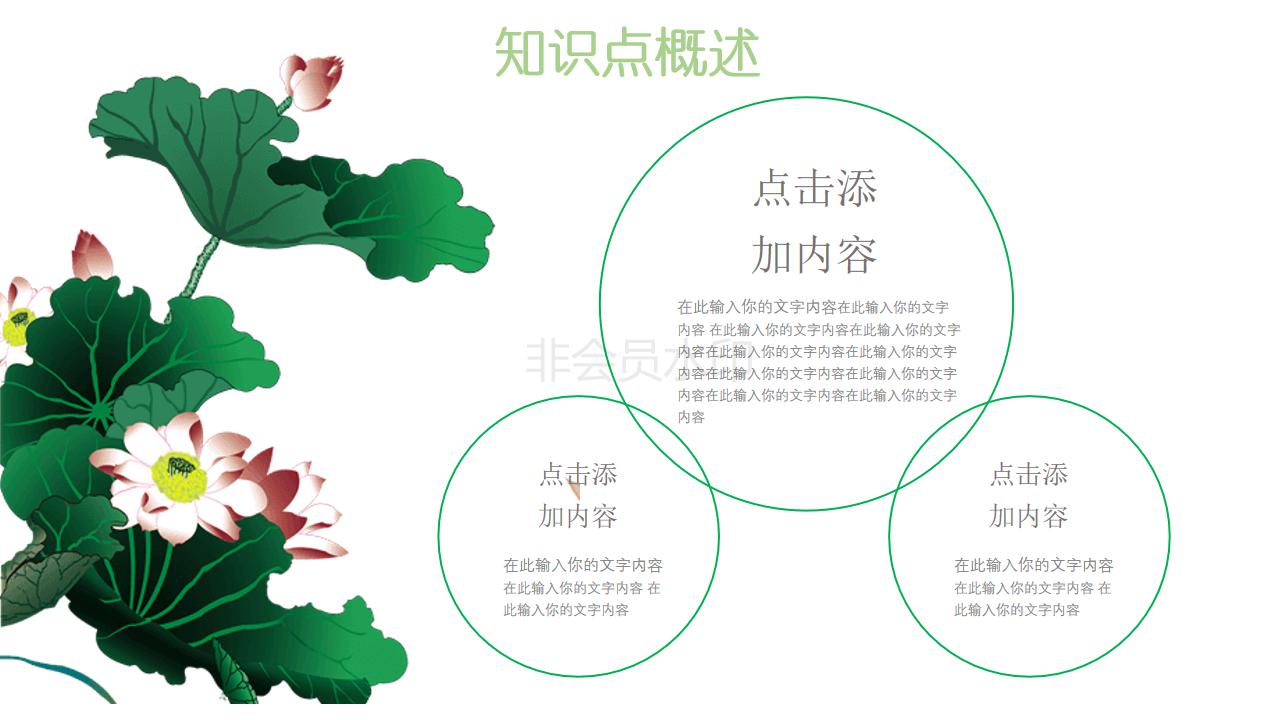 知识点概述
点击添
加内容
在此输入你的文字内容在此输入你的文字
内容 在此输入你的文字内容在此输入你的文字
内容在此输入你的文字内容在此输入你的文字
内容在此输入你的文字内容在此输入你的文字
内容在此输入你的文字内容在此输入你的文字
内容
非会员水印
点击添
加内容
在此输入你的文字内容
在此输入你的文字内容 在
此输入你的文字内容
点击添
加内容
在此输入你的文字内容
在此输入你的文字内容 在
此输入你的文字内容